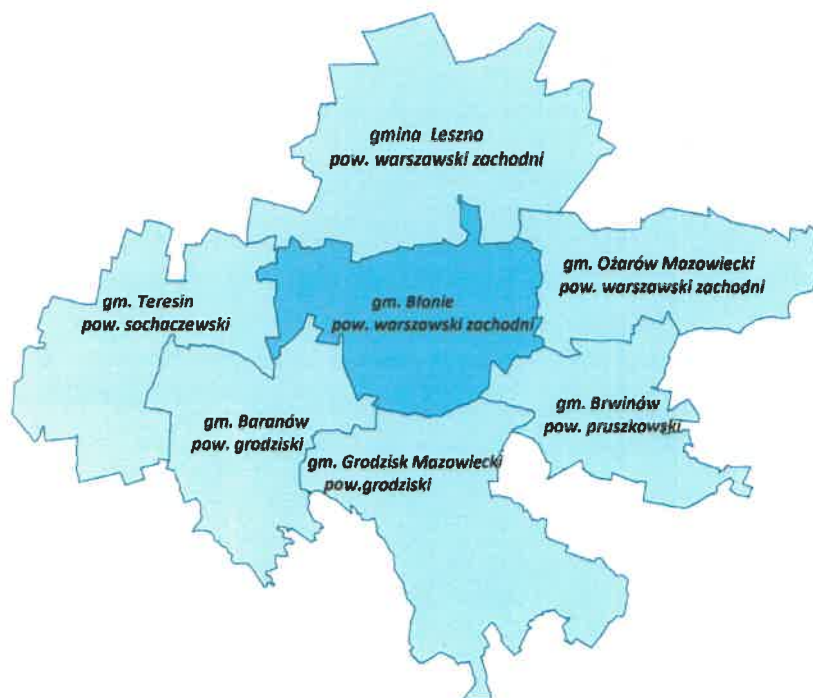 gmina Leszno
pow. warszawski zachodni
gm. Ożarów Mazowiecki
pow. warszawski zachodni
gm. Teresin
pow. sochaczewski
gm. Błonie
pow. warszawski zachodni
gm. Baranów
pow. grodziski
gm. Brwinów
pow. pruszkowski
gm. Grodzisk Mazowiecki
pow.grodziski